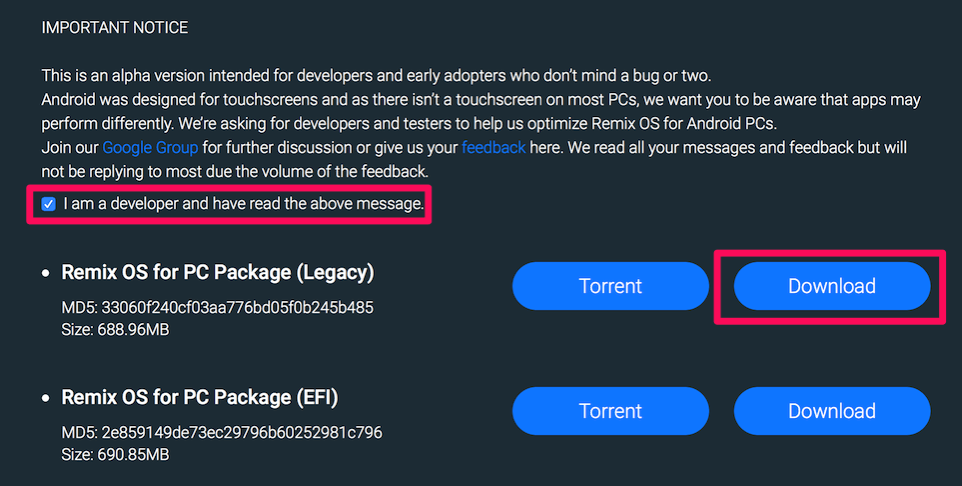 IMPORTANT NOTICE
This is an alpha version intended for developers and early adopters who don't mind a bug or two.
Android was designed for touchscreens and as there isn't a touchscreen on most PCs, we want you to be aware that apps may
perform differently. We're asking for developers and testers to help us optimize Remix OS for Android PCs.
Join our Google Group for further discussion or give us your feedback here. We read all your messages and feedback but will
not be replying to most due the volume of the feedback.
I am a developer and have read the above message.
Remix OS for PC Package (Legacy)
MD5: 33060f240cf03aa776bd05f0b245b485
Size: 688.96MB
Torrent
Download
Remix OS for PC Package (EFI)
MD5: 2e859149de73ec29796b60252981c796
Size: 690.85MB
Torrent
Download